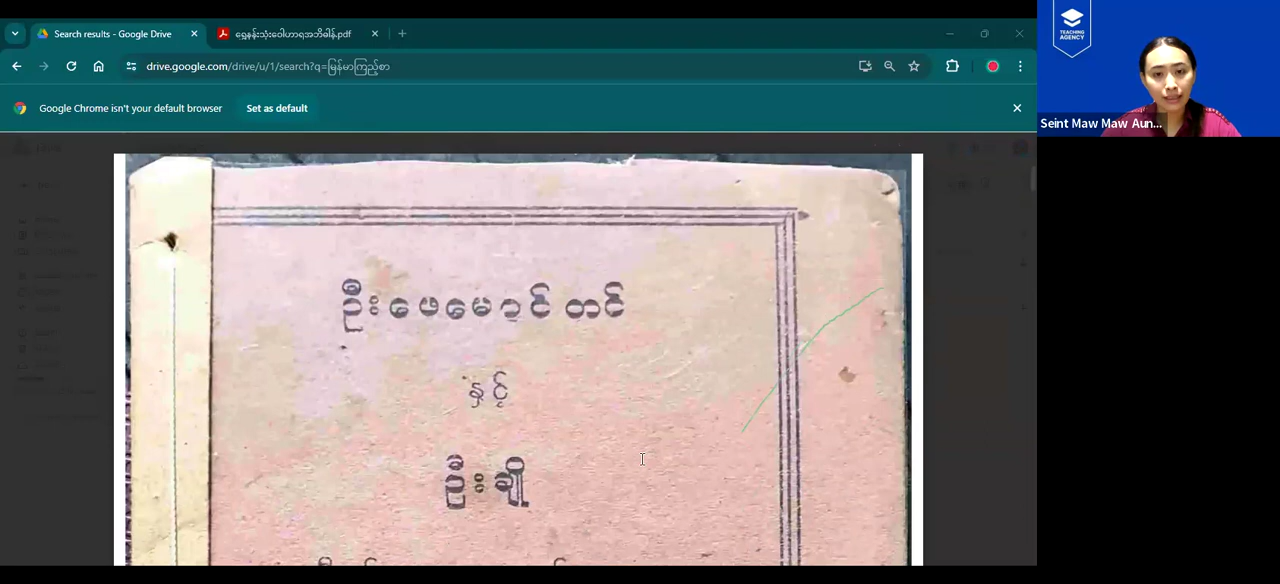 Search results - Google Drive
ရွှေနန်းသုံးဝေါဟာရအဘိဓါန်.pdf
drive.google.com/drive/u/1/search?q=မြန်မာကြည့်စာ
Google Chrome isn't your default browser
Set as default
ဦးဖေမောင်တင်
နှင့်
ဦးချို
TEACHING
AGENCY
Seint Maw Maw Aun...